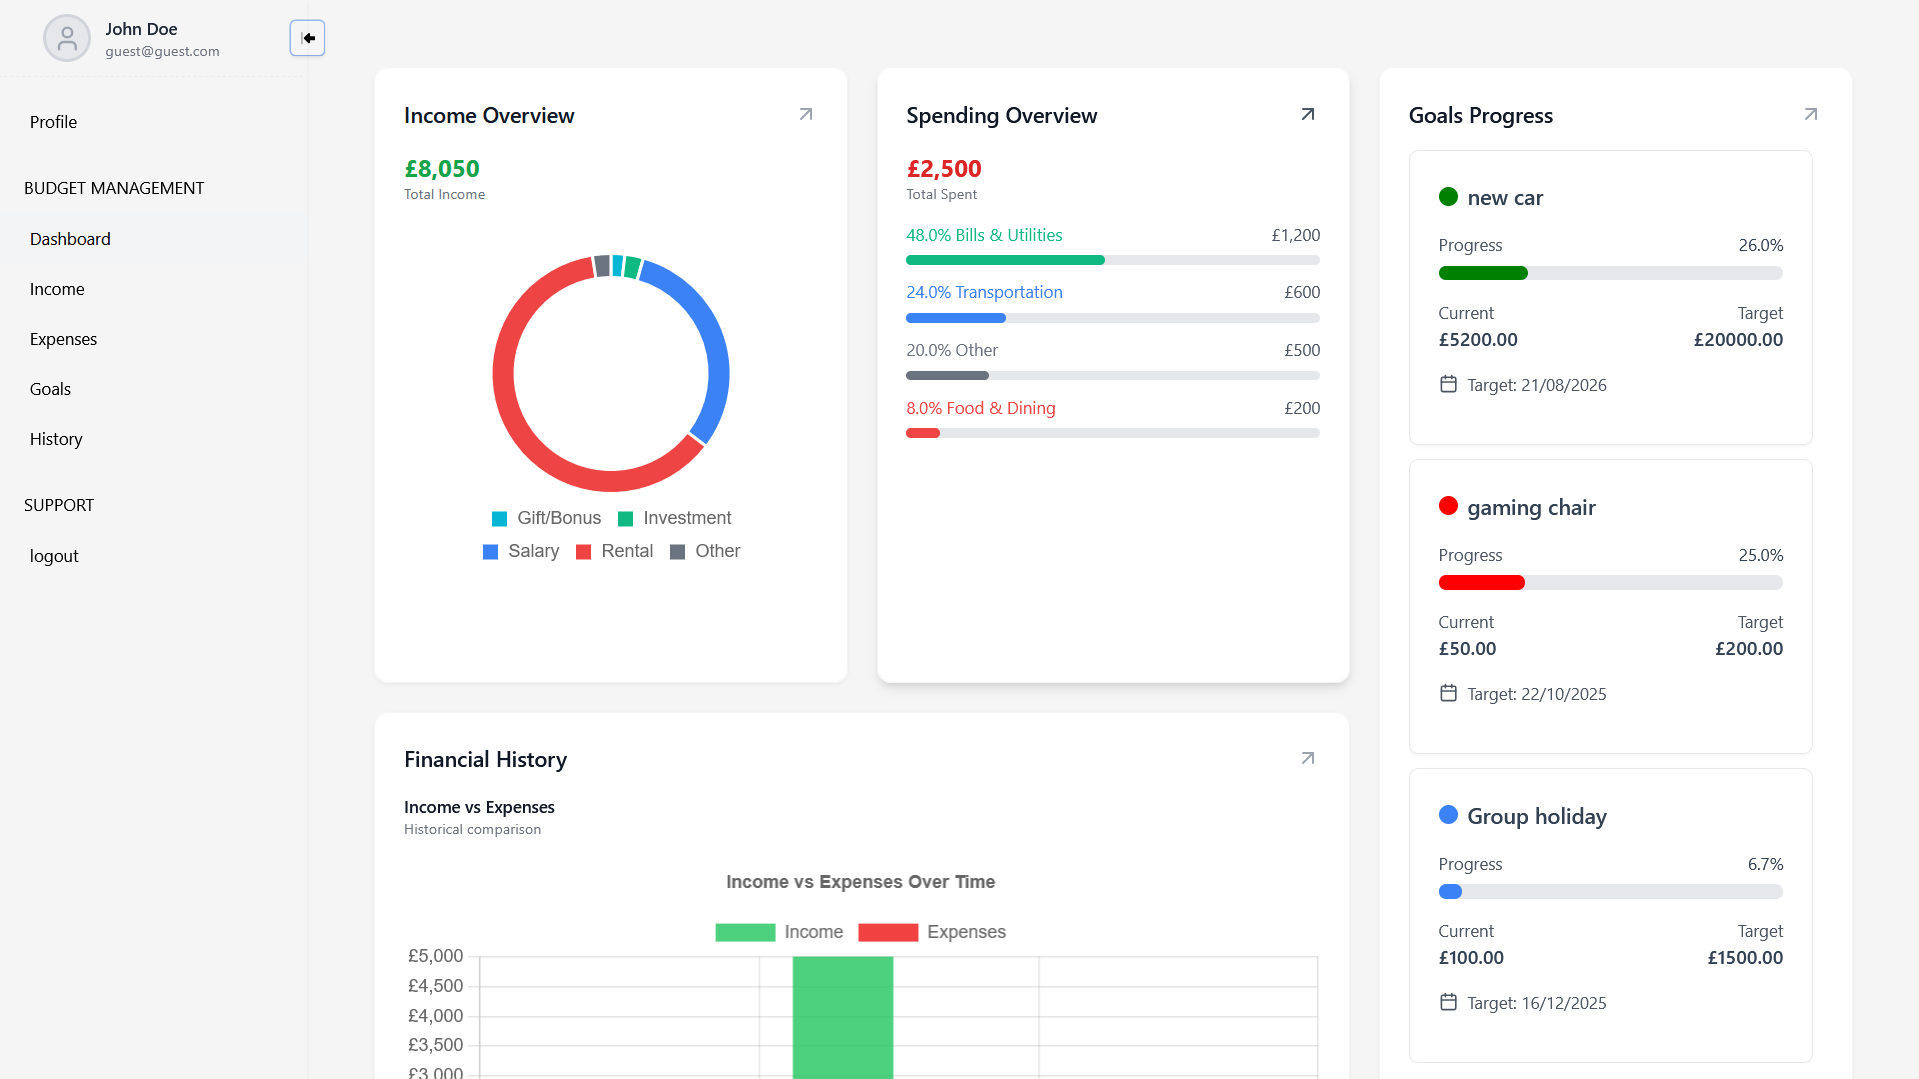 John Doe
guest@guest.com
Profile
BUDGET MANAGEMENT
Dashboard
Income
Expenses
Goals
History
SUPPORT
logout
Income Overview
£8,050
Total Income
Gift/Bonus Investment
Salary Rental Other
Spending Overview
£2,500
Total Spent
48.0% Bills & Utilities £1,200
24.0% Transportation £600
20.0% Other £500
8.0% Food & Dining £200
Goals Progress
new car
Progress 26.0%
Current Target
£5200.00 £20000.00
Target: 21/08/2026
gaming chair
Progress 25.0%
Current Target
£50.00 £200.00
Target: 22/10/2025
Group holiday
Progress 6.7%
Current Target
£100.00 £1500.00
Target: 16/12/2025
Financial History
Income vs Expenses
Historical comparison
Income vs Expenses Over Time
Income Expenses
£5,000
£4,500
£4,000
£3,500
£3,000